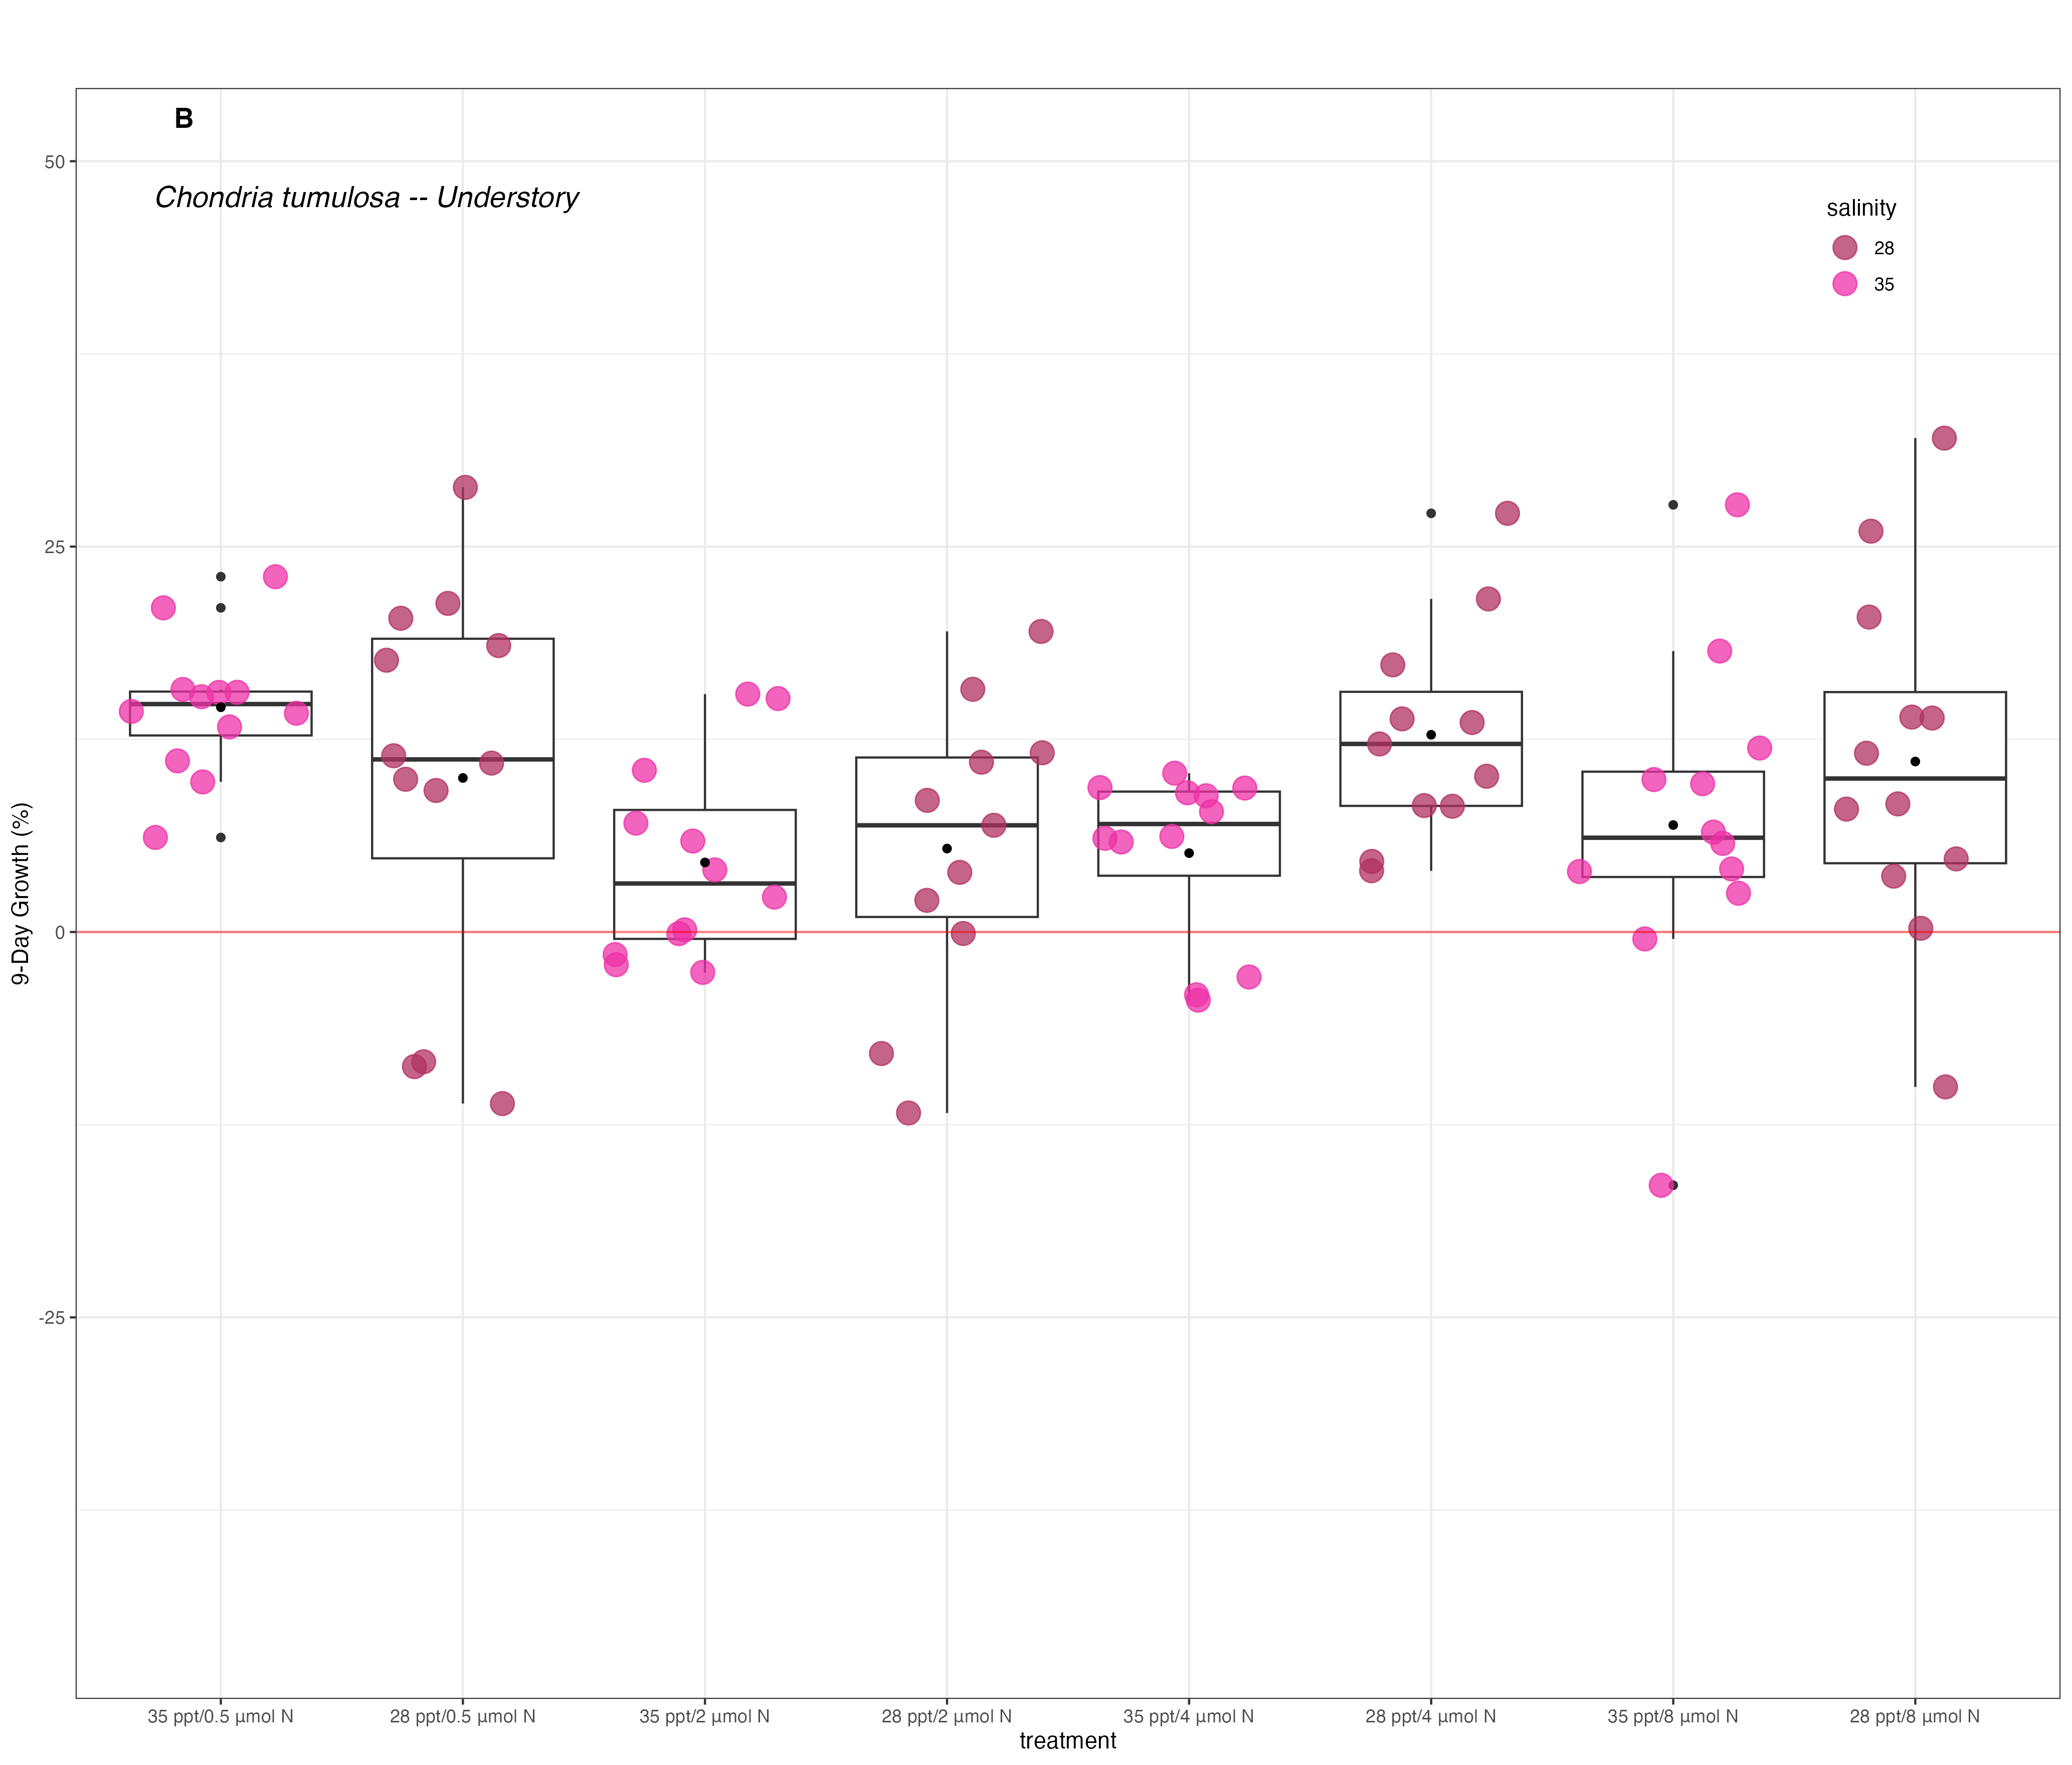 B
50
Chondria tumulosa -- Understory
salinity
28
35
25
0
-25
9-Day Growth (%)
35 ppt/0.5 μmol N
28 ppt/0.5 μmol N
35 ppt/2 μmol N
28 ppt/2 μmol N
35 ppt/4 μmol N
28 ppt/4 μmol N
35 ppt/8 μmol N
28 ppt/8 μmol N
treatment